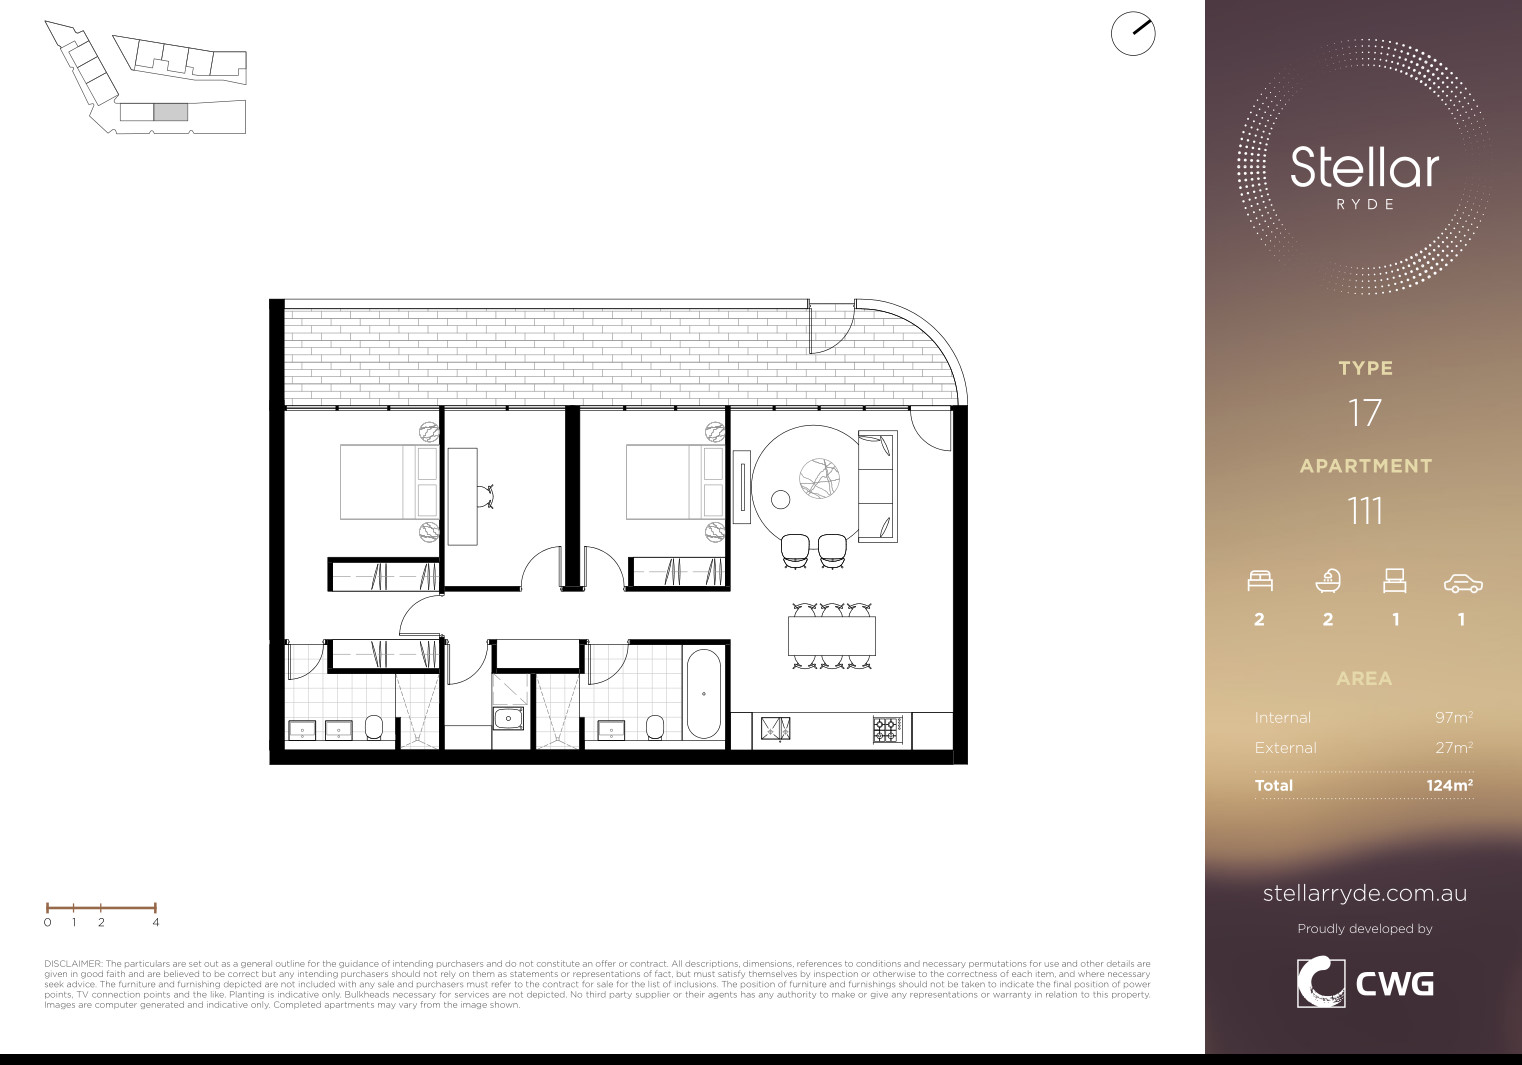 Stellar
RYDE
TYPE
17
APARTMENT
111
2 2 1 1
AREA
Internal 97m²
External 27m²
Total 124m²
stellarryde.com.au
Proudly developed by
CWG
0 1 2 4
DISCLAIMER: The particulars are set out as a general outline for the guidance of intending purchasers and do not constitute an offer or contract. All descriptions, dimensions, references to conditions and necessary permutations for use and other details are
given in good faith and are believed to be correct but any intending purchasers should not rely on them as statements or representations of fact, but must satisfy themselves by inspection or otherwise to the correctness of each item, and where necessary
seek advice. The furniture and furnishing depicted are not included with any sale and purchasers must refer to the contract for sale for the list of inclusions. The position of furniture and furnishings should not be taken to indicate the final position of power
points, TV connection points and the like. Planting is indicative only. Bulkheads necessary for services are not depicted. No third party supplier or their agents has any authority to make or give any representations or warranty in relation to this property.
Images are computer generated and indicative only. Completed apartments may vary from the image shown.